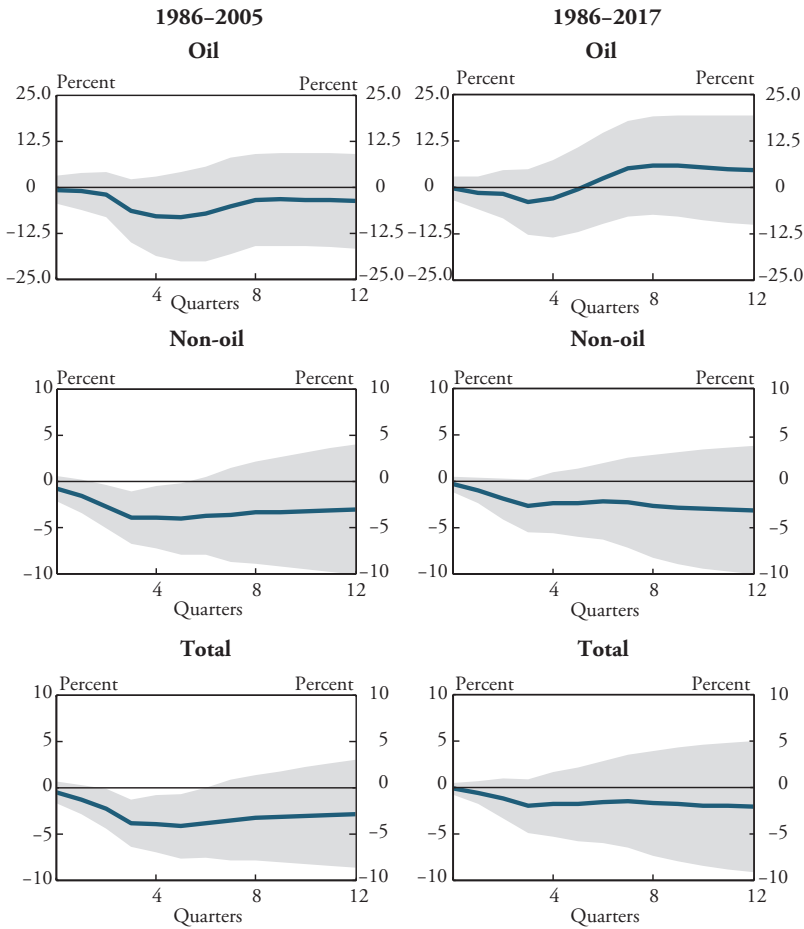 1986–2005 1986–2017
Oil Oil
Percent Percent Percent Percent
25.0 25.0 25.0 25.0
12.5 12.5 12.5 12.5
0 0 0 0
–12.5 –12.5 –12.5 –12.5
–25.0 –25.0 –25.0 –25.0
4 8 12 4 8 12
Quarters Quarters
Non-oil Non-oil
Percent Percent Percent Percent
10 10 10 10
5 5 5 5
0 0 0 0
–5 –5 –5 –5
–10 –10 –10 –10
4 8 12 4 8 12
Quarters Quarters
Total Total
Percent Percent Percent Percent
10 10 10 10
5 5 5 5
0 0 0 0
–5 –5 –5 –5
–10 –10 –10 –10
4 8 12 4 8 12
Quarters Quarters